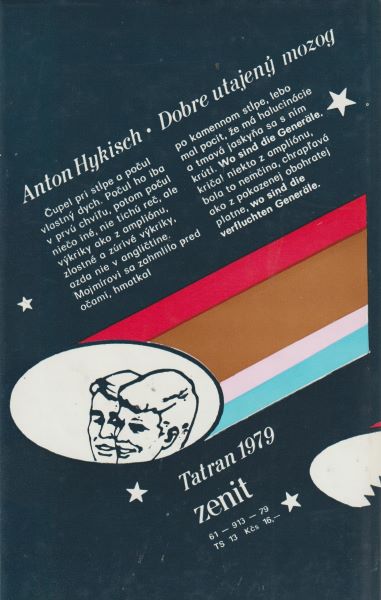 Anton Hykisch • Dobre utajený mozog
Čupel pri stĺpe a počul
vlastný dych. Počul ho iba
v prvú chvíľu, potom počul
niečo iné, nie tichú reč, ale
výkriky ako z ampliónu,
zlostné a zúrivé výkriky,
azda nie v angličtine.
Mojmírovi sa zahmlilo pred
očami, hmatkal
po kamennom stĺpe, lebo
mal pocit, že má halucinácie
a tmavá jaskyňa sa s ním
krúti. Wo sind die Generäle.
kričal niekto z ampliónu,
bola to nemčina, chrapľavá
ako z pokazenej obohratej
platne, wo sind die
verfluchten Generäle.
Tatran 1979
zenit
61 — 913 — 79
TS 13 Kčs 16,—